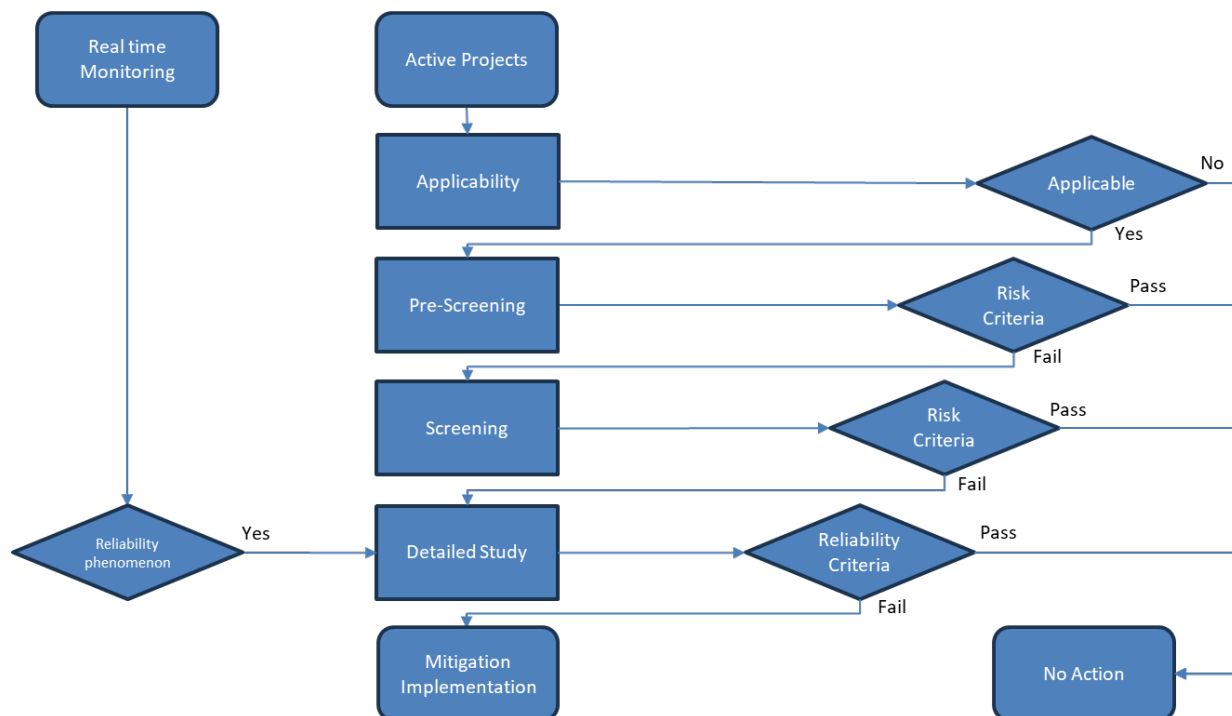 Real time
Monitoring
Active Projects
Applicability
Applicable
No
Yes
Pre-Screening
Risk
Criteria
Pass
Fail
Screening
Risk
Criteria
Pass
Fail
Reliability
phenomenon
Yes
Detailed Study
Reliability
Criteria
Pass
Fail
Mitigation
Implementation
No Action